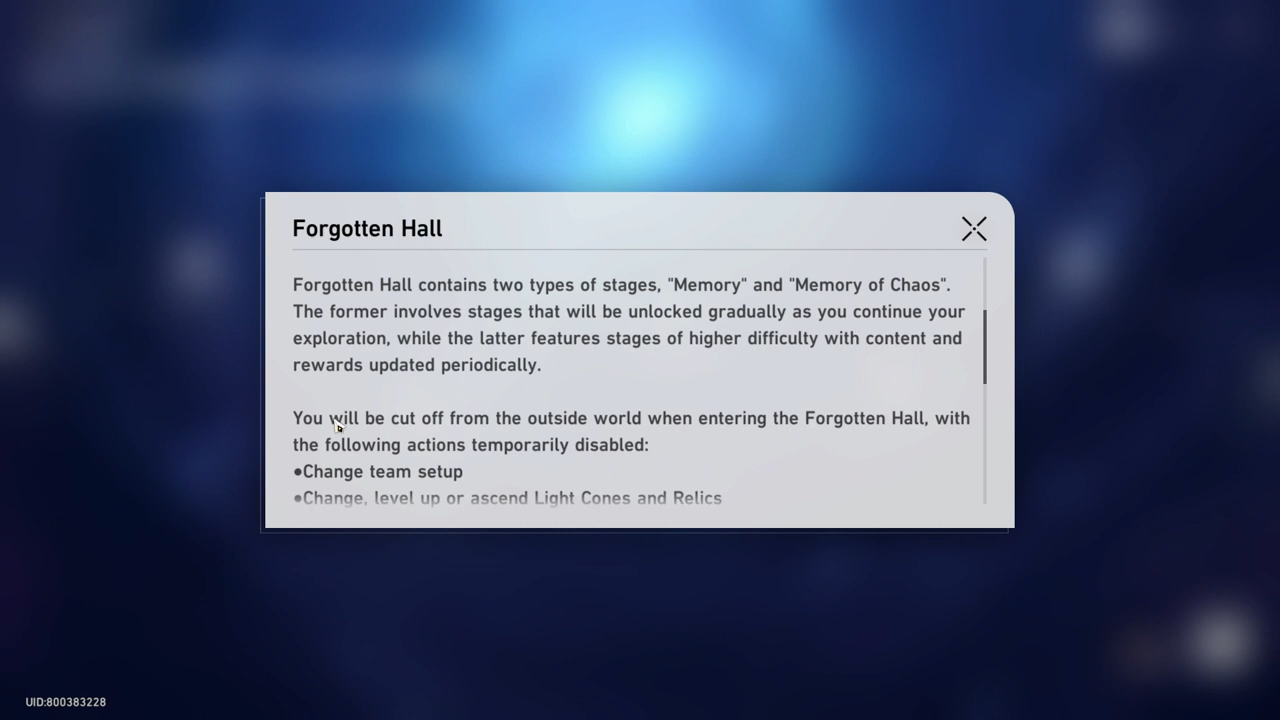 Forgotten Hall
Forgotten Hall contains two types of stages, "Memory" and "Memory of Chaos".
The former involves stages that will be unlocked gradually as you continue your
exploration, while the latter features stages of higher difficulty with content and
rewards updated periodically.
You will be cut off from the outside world when entering the Forgotten Hall, with
the following actions temporarily disabled:
●Change team setup
●Change, level up or ascend Light Cones and Relics
UID:800383228